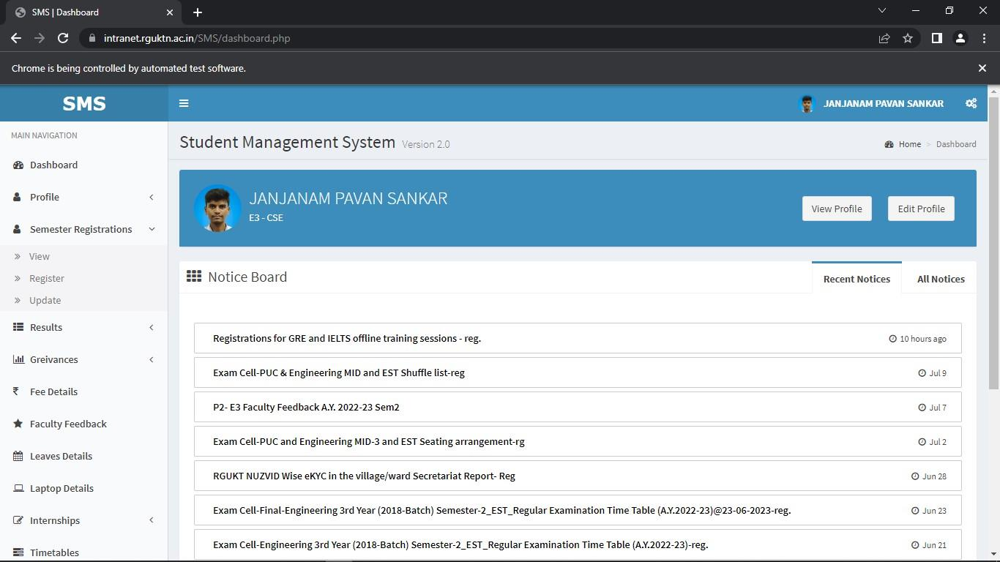 SMS | Dashboard
intranet.rguktn.ac.in/SMS/dashboard.php
Chrome is being controlled by automated test software.
SMS
JANJANAM PAVAN SANKAR
MAIN NAVIGATION
Student Management System Version 2.0
Home > Dashboard
Dashboard
Profile
Semester Registrations
View
Register
Update
Results
Greivances
Fee Details
Faculty Feedback
Leaves Details
Laptop Details
Internships
Timetables
JANJANAM PAVAN SANKAR
E3 - CSE
View Profile
Edit Profile
Notice Board
Recent Notices
All Notices
Registrations for GRE and IELTS offline training sessions - reg. 10 hours ago
Exam Cell-PUC & Engineering MID and EST Shuffle list-reg Jul 9
P2- E3 Faculty Feedback A.Y. 2022-23 Sem2 Jul 7
Exam Cell-PUC and Engineering MID-3 and EST Seating arrangement-rg Jul 2
RGUKT NUZVID Wise eKYC in the village/ward Secretariat Report- Reg Jun 28
Exam Cell-Final-Engineering 3rd Year (2018-Batch) Semester-2_EST_Regular Examination Time Table (A.Y.2022-23)@23-06-2023-reg. Jun 23
Exam Cell-Engineering 3rd Year (2018-Batch) Semester-2_EST_Regular Examination Time Table (A.Y.2022-23)-reg. Jun 21